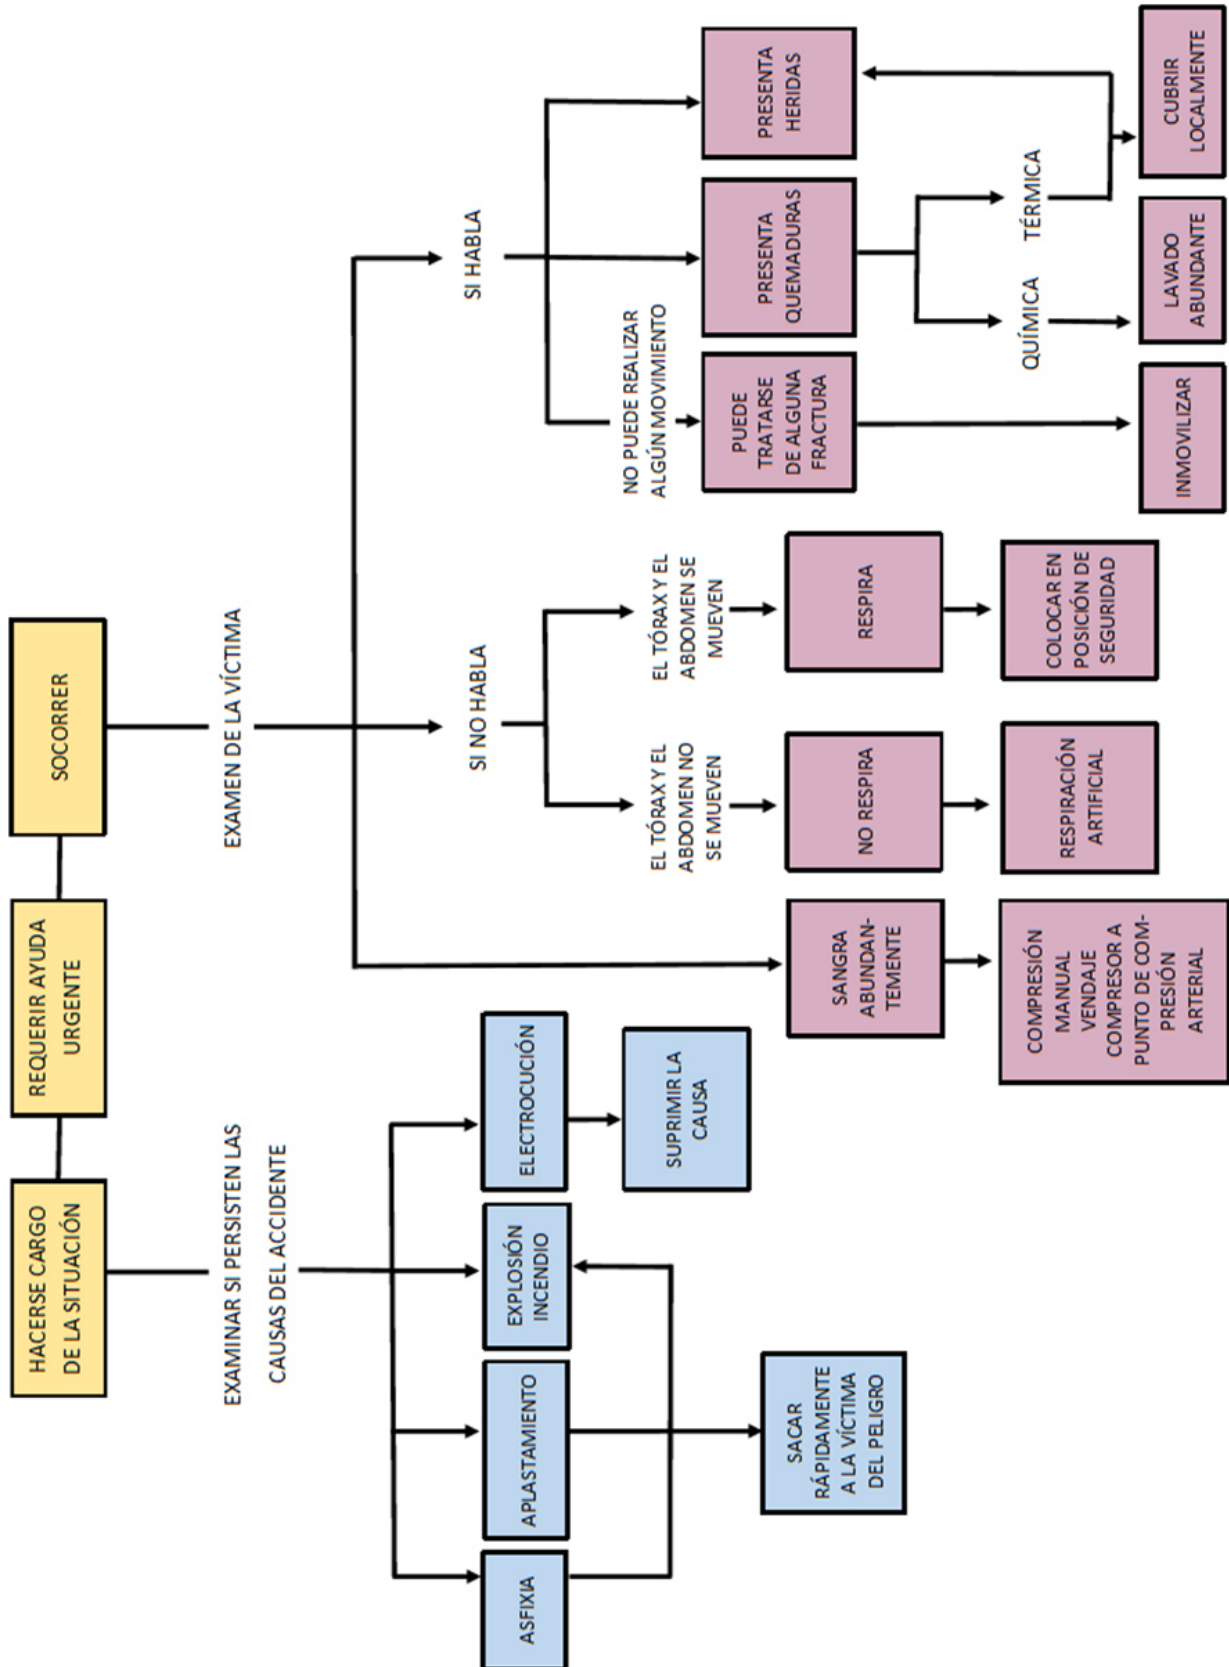 HACERSE CARGO
DE LA SITUACIÓN
REQUERIR AYUDA
URGENTE
SOCORRER
EXAMINAR SI PERSISTEN LAS
CAUSAS DEL ACCIDENTE
ASFIXIA
APLASTAMIENTO
EXPLOSIÓN
INCENDIO
ELECTROCUCIÓN
SUPRIMIR LA
CAUSA
SACAR
RÁPIDAMENTE
A LA VÍCTIMA
DEL PELIGRO
EXAMEN DE LA VÍCTIMA
SANGRA
ABUNDAN-
TEMENTE
COMPRESIÓN
MANUAL
VENDAJE
COMPRESOR A
PUNTO DE COM-
PRESIÓN
ARTERIAL
SI NO HABLA
EL TÓRAX Y EL
ABDOMEN NO
SE MUEVEN
NO RESPIRA
RESPIRACIÓN
ARTIFICIAL
EL TÓRAX Y EL
ABDOMEN SE
MUEVEN
RESPIRA
COLOCAR EN
POSICIÓN DE
SEGURIDAD
SI HABLA
NO PUEDE REALIZAR
ALGÚN MOVIMIENTO
PUEDE
TRATARSE
DE ALGUNA
FRACTURA
INMOVILIZAR
PRESENTA
QUEMADURAS
QUÍMICA
LAVADO
ABUNDANTE
TÉRMICA
CUBRIR
LOCALMENTE
PRESENTA
HERIDAS